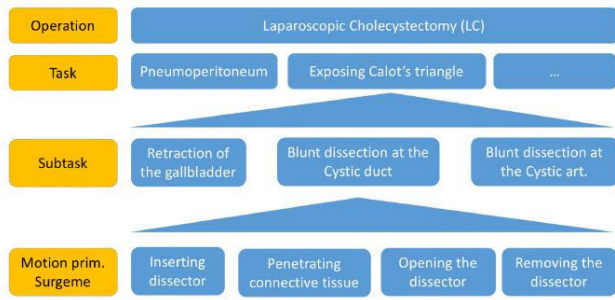 Operation
Laparoscopic Cholecystectomy (LC)
Task
Pneumoperitoneum
Exposing Calot's triangle
...
Subtask
Retraction of
the gallbladder
Blunt dissection at the
Cystic duct
Blunt dissection at
the Cystic art.
Motion prim.
Surgeme
Inserting
dissector
Penetrating
connective tissue
Opening the
dissector
Removing the
dissector